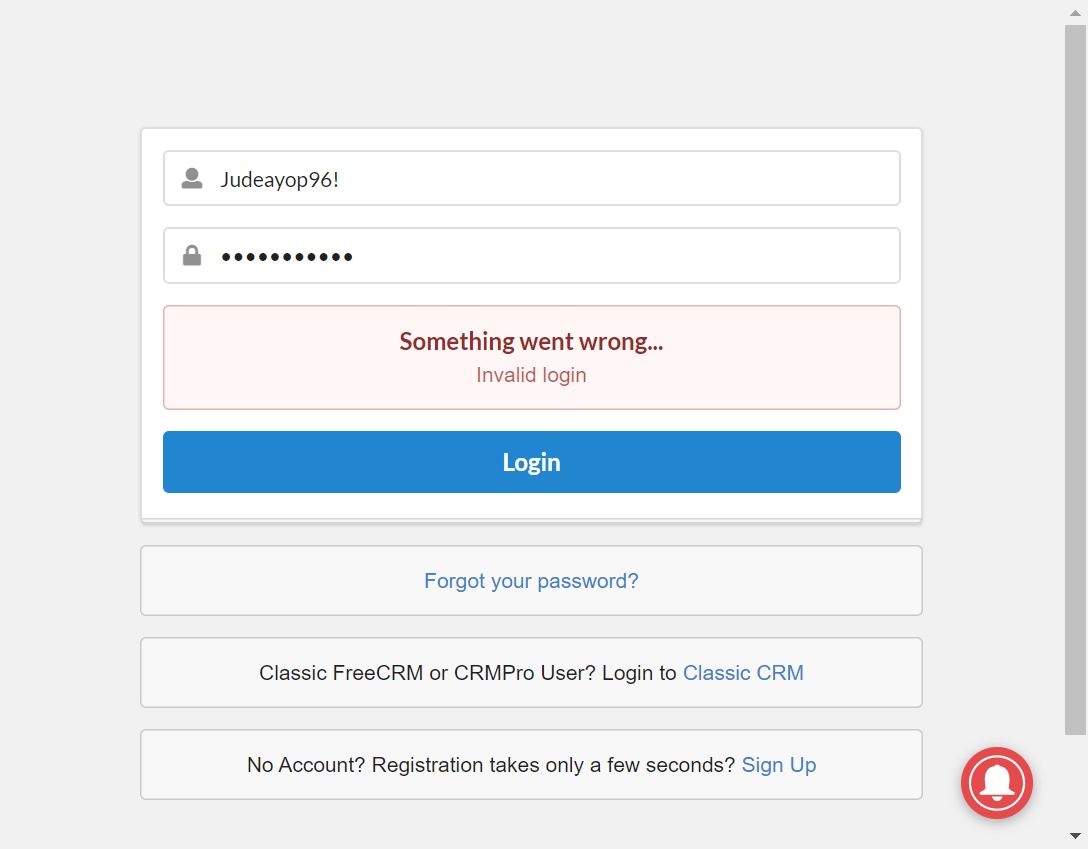 Judeayop96!
•••••••••••
Something went wrong...
Invalid login
Login
Forgot your password?
Classic FreeCRM or CRMPro User? Login to Classic CRM
No Account? Registration takes only a few seconds? Sign Up